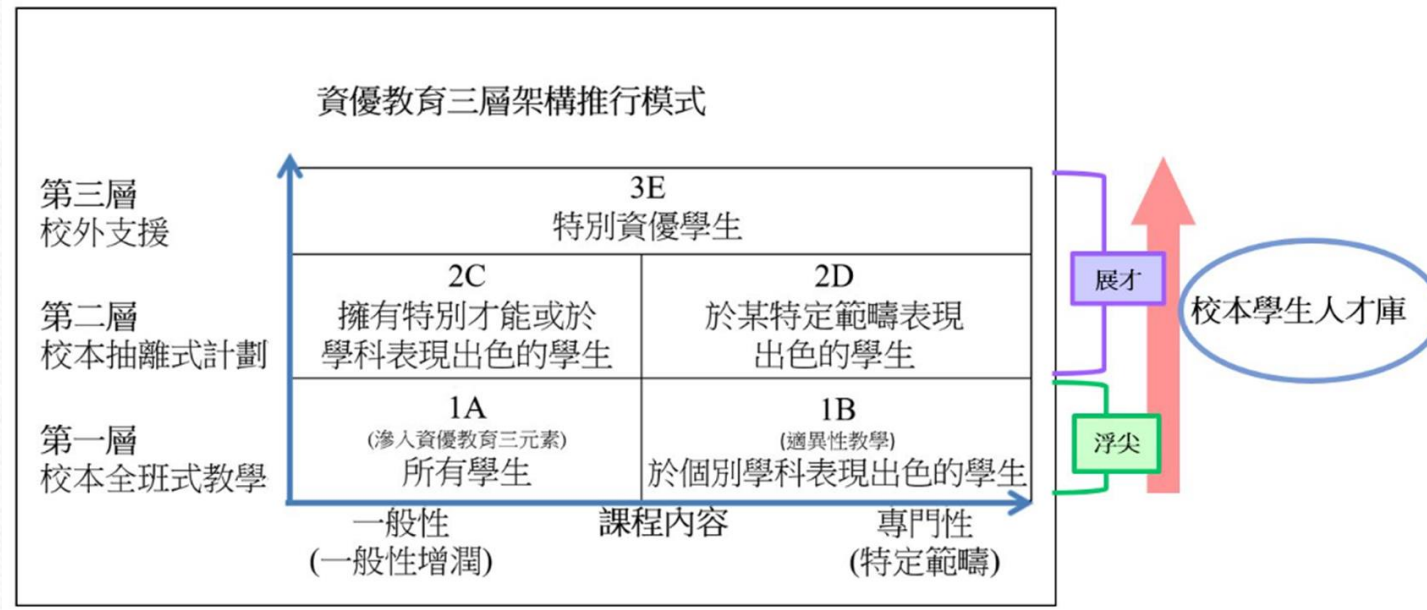 資優教育三層架構推行模式
第三層
校外支援
3E
特別資優學生
第二層
校本抽離式計劃
2C
擁有特別才能或於
學科表現出色的學生
2D
於某特定範疇表現
出色的學生
第一層
校本全班式教學
1A
(滲入資優教育三元素)
所有學生
1B
(適異性教學)
於個別學科表現出色的學生
一般性
(一般性增潤)
課程內容
專門性
(特定範疇)
展才
浮尖
校本學生人才庫